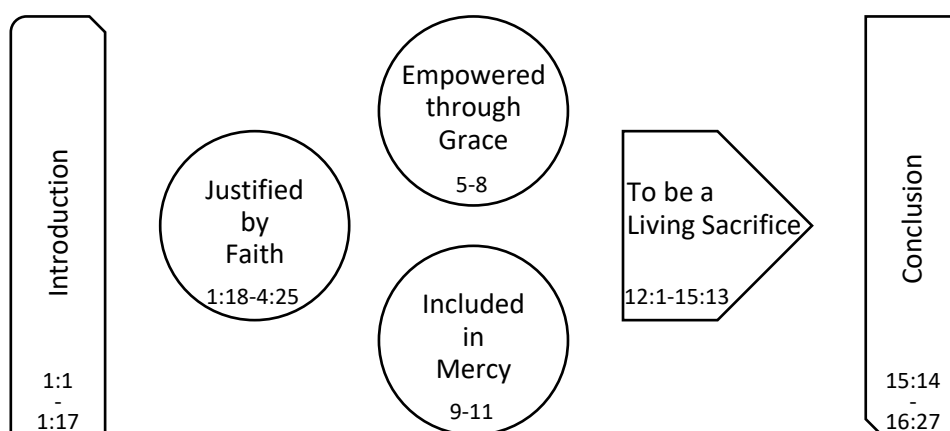 Introduction
1:1
-
1:17
Justified
by
Faith
1:18-4:25
Empowered
through
Grace
5-8
Included
in
Mercy
9-11
To be a
Living Sacrifice
12:1-15:13
Conclusion
15:14
-
16:27